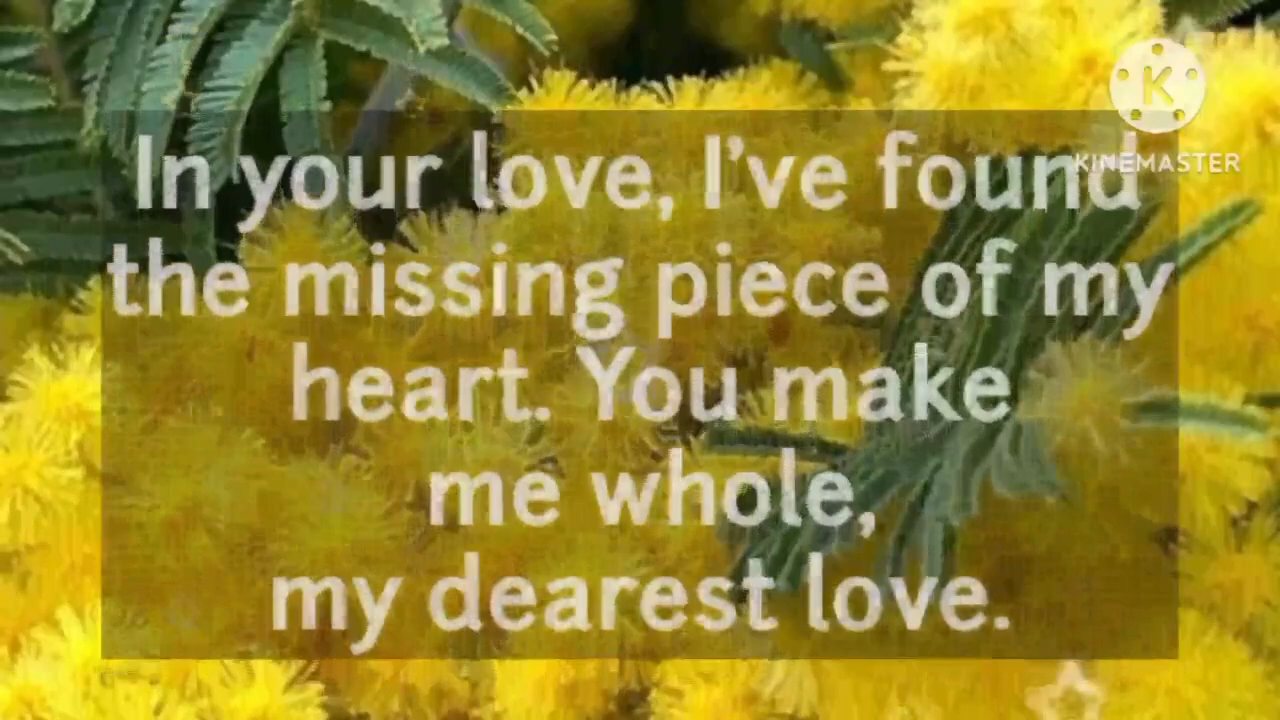 In your love, I've found
KINEMASTER
the missing piece of my
heart. You make
me whole,
my dearest love.